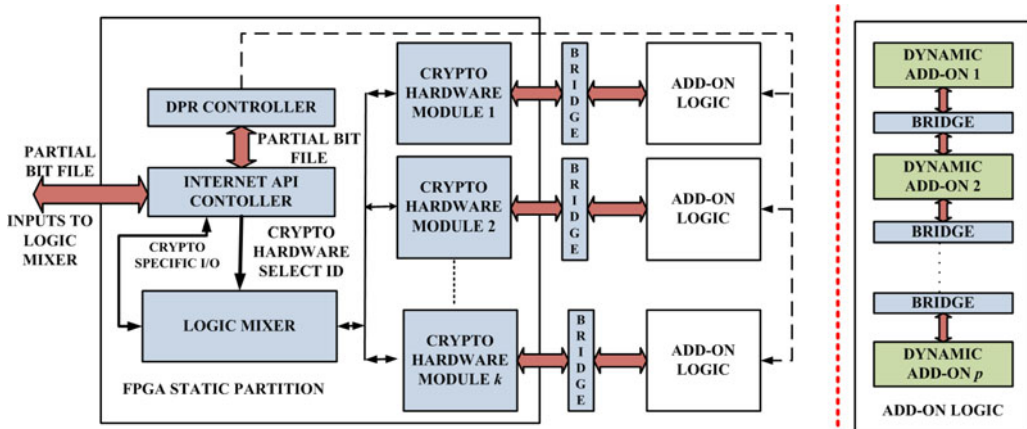 DPR CONTROLLER
PARTIAL
BIT FILE
PARTIAL
BIT FILE
INTERNET API
CONTOLLER
INPUTS TO
LOGIC
MIXER
CRYPTO
SPECIFIC I/O
CRYPTO
HARDWARE
SELECT ID
LOGIC MIXER
FPGA STATIC PARTITION
CRYPTO
HARDWARE
MODULE 1
BRIDGE
ADD-ON
LOGIC
CRYPTO
HARDWARE
MODULE 2
BRIDGE
ADD-ON
LOGIC
CRYPTO
HARDWARE
MODULE k
BRIDGE
ADD-ON
LOGIC
DYNAMIC
ADD-ON 1
BRIDGE
DYNAMIC
ADD-ON 2
BRIDGE
BRIDGE
DYNAMIC
ADD-ON p
ADD-ON LOGIC